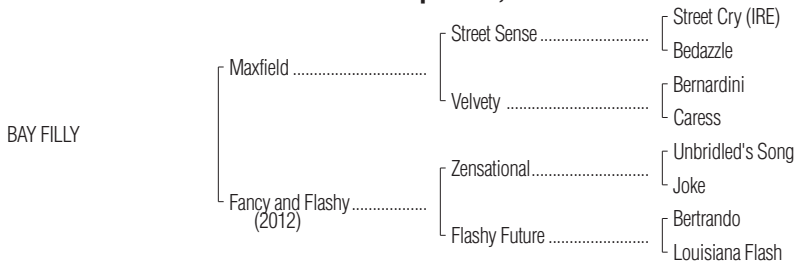 Street Cry (IRE)
Street Sense ..........................
Bedazzle
Maxfield ................................
Bernardini
Velvety ..................................
Caress
BAY FILLY
Unbridled's Song
Zensational............................
Joke
Fancy and Flashy ..................
(2012)
Bertrando
Flashy Future ........................
Louisiana Flash